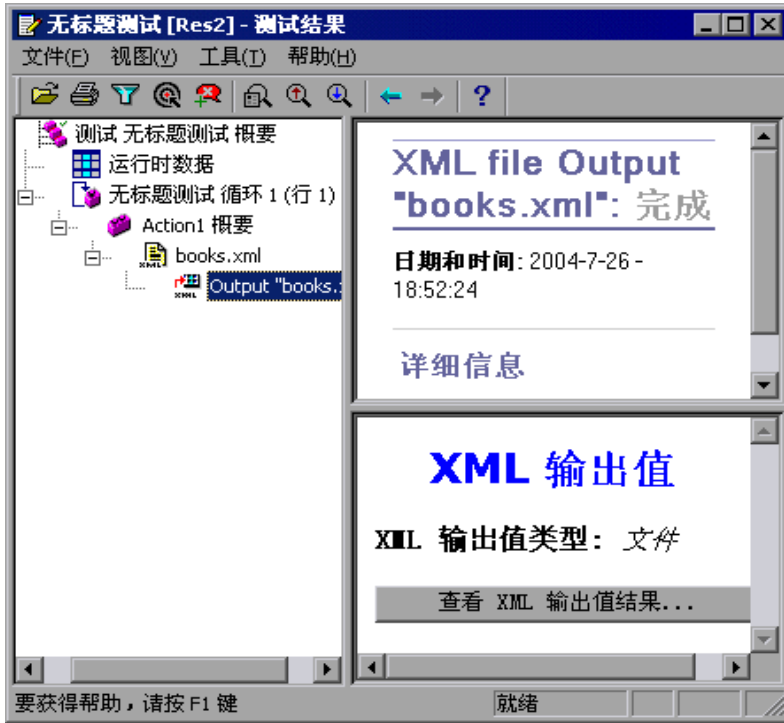 无标题测试 [Res2] - 测试结果
文件(F) 视图(V) 工具(T) 帮助(H)
测试 无标题测试 概要
运行时数据
无标题测试 循环 1 (行 1)
Action1 概要
books.xml
Output "books.
XML file Output
"books.xml": 完成
日期和时间: 2004-7-26 -
18:52:24
详细信息
XML 输出值
XML 输出值类型: 文件
查看 XML 输出值结果...
要获得帮助，请按 F1 键
就绪